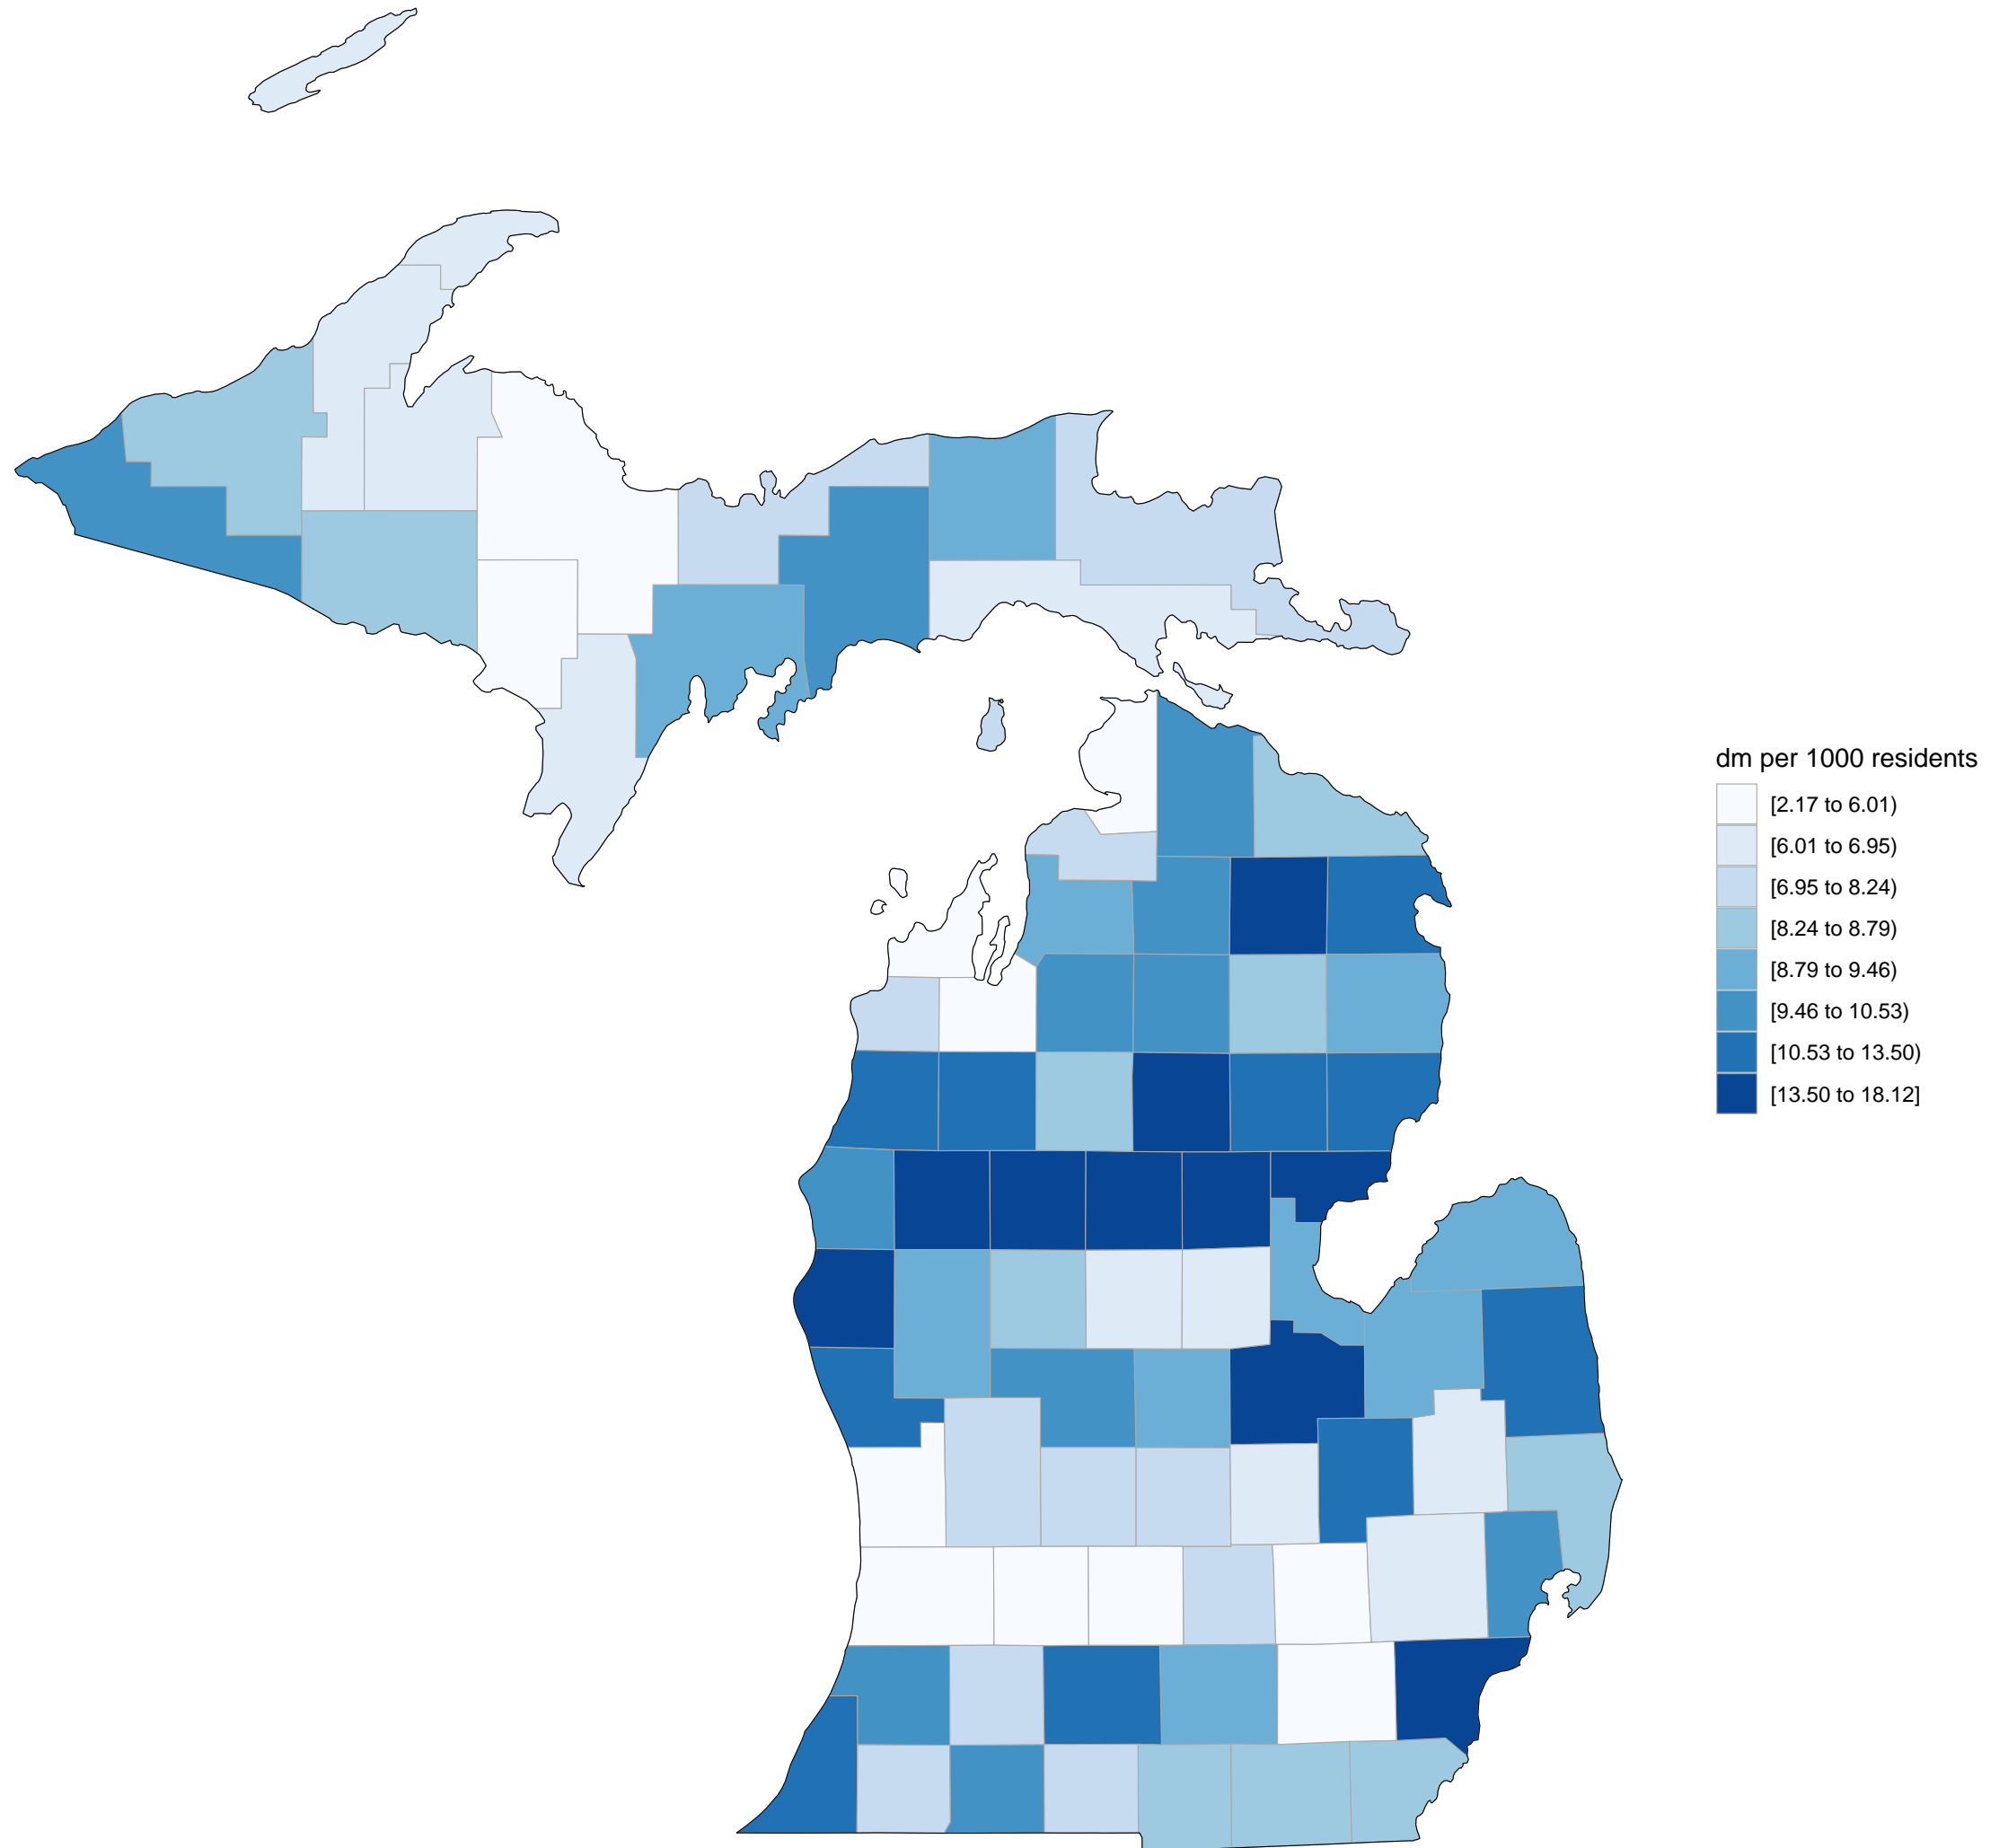 dm per 1000 residents
[2.17 to 6.01)
[6.01 to 6.95)
[6.95 to 8.24)
[8.24 to 8.79)
[8.79 to 9.46)
[9.46 to 10.53)
[10.53 to 13.50)
[13.50 to 18.12]